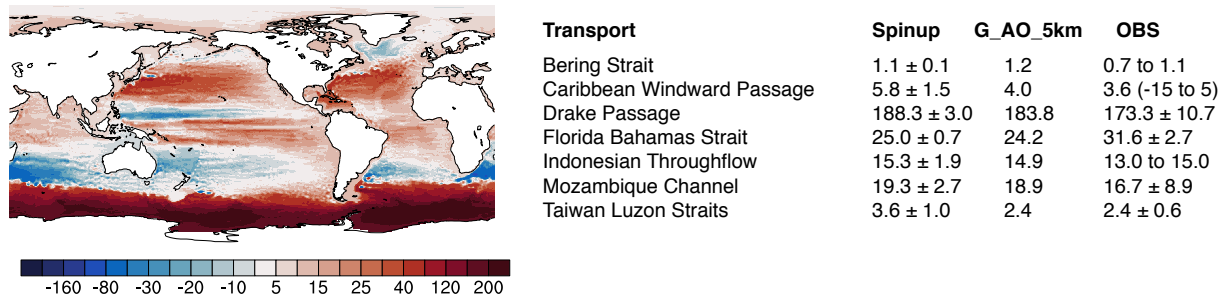 Transport Spinup G_AO_5km OBS
Bering Strait 1.1 ± 0.1 1.2 0.7 to 1.1
Caribbean Windward Passage 5.8 ± 1.5 4.0 3.6 (-15 to 5)
Drake Passage 188.3 ± 3.0 183.8 173.3 ± 10.7
Florida Bahamas Strait 25.0 ± 0.7 24.2 31.6 ± 2.7
Indonesian Throughflow 15.3 ± 1.9 14.9 13.0 to 15.0
Mozambique Channel 19.3 ± 2.7 18.9 16.7 ± 8.9
Taiwan Luzon Straits 3.6 ± 1.0 2.4 2.4 ± 0.6
-160 -80 -30 -20 -10 5 15 25 40 120 200